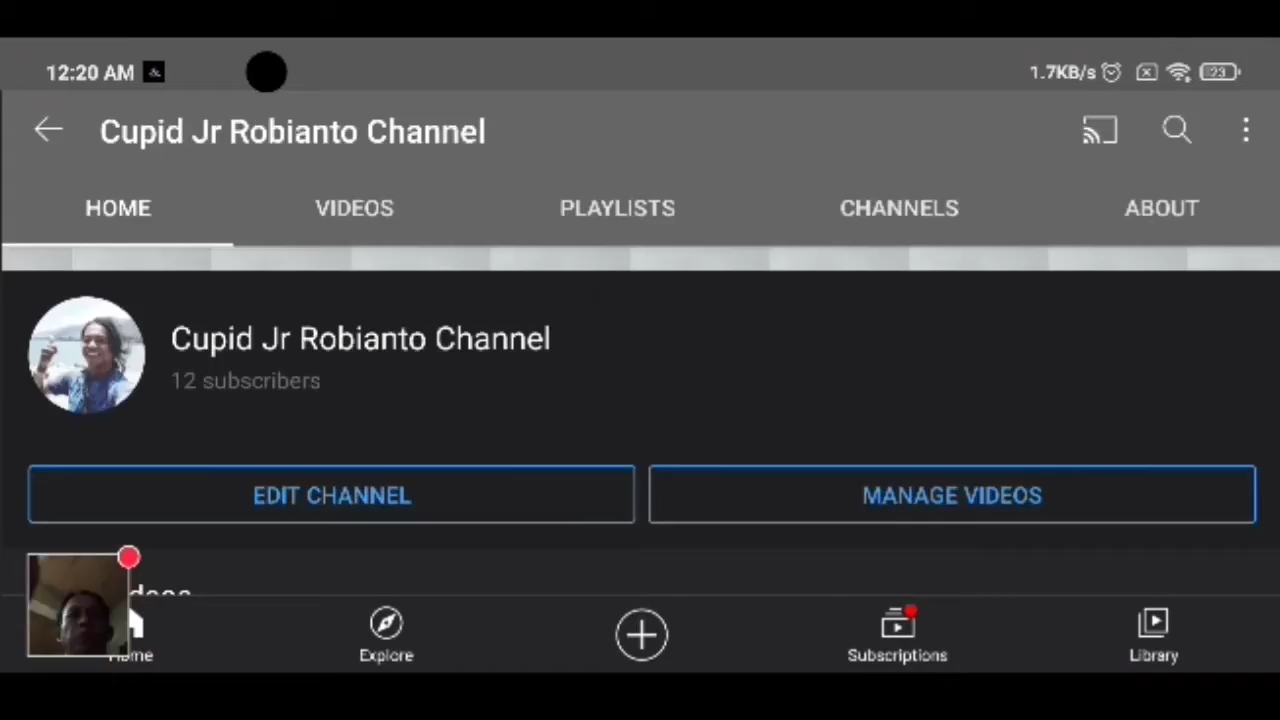 12:20 AM
1.7KB/s 23
Cupid Jr Robianto Channel
HOME VIDEOS PLAYLISTS CHANNELS ABOUT
Cupid Jr Robianto Channel
12 subscribers
EDIT CHANNEL MANAGE VIDEOS
Explore Subscriptions Library